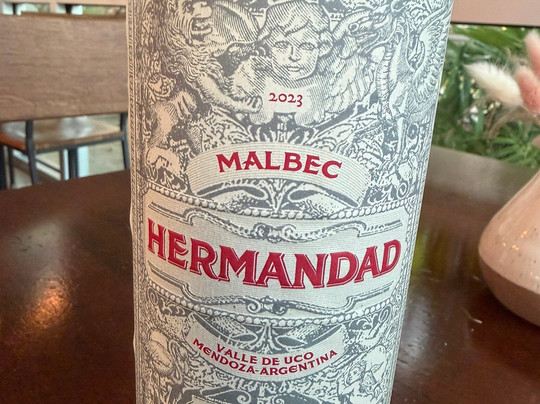 2023
MALBEC
HERMANDAD
VALLE DE UCO
MENDOZA-ARGENTINA